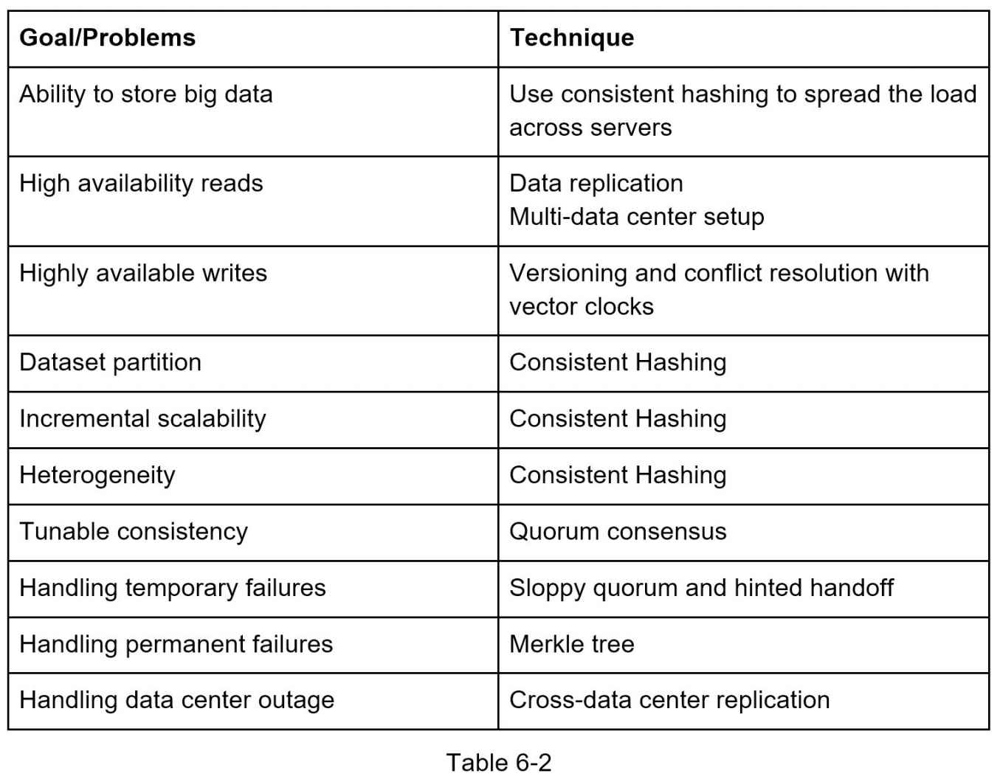 Goal/Problems
Technique
Ability to store big data
Use consistent hashing to spread the load
across servers
High availability reads
Data replication
Multi-data center setup
Highly available writes
Versioning and conflict resolution with
vector clocks
Dataset partition
Consistent Hashing
Incremental scalability
Consistent Hashing
Heterogeneity
Consistent Hashing
Tunable consistency
Quorum consensus
Handling temporary failures
Sloppy quorum and hinted handoff
Handling permanent failures
Merkle tree
Handling data center outage
Cross-data center replication
Table 6-2